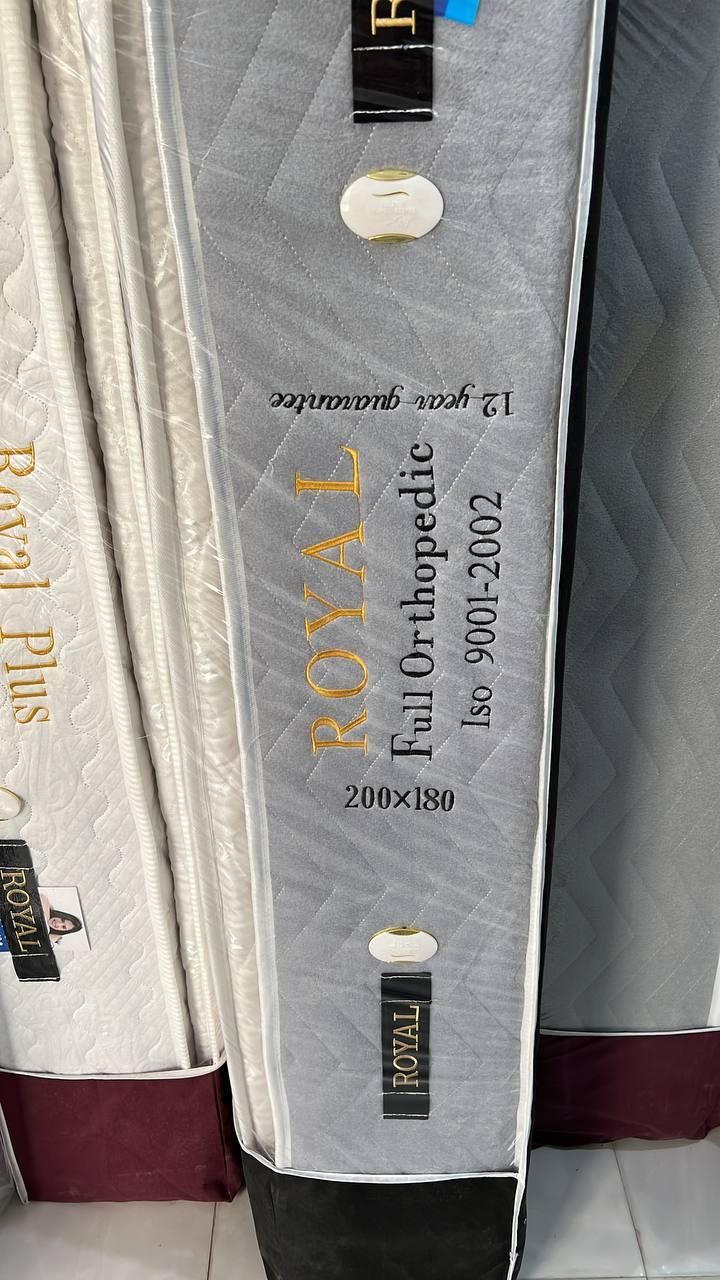 R
12 year guarantee
ROYAL
Full Orthopedic
Iso 9001-2002
200×180
ROYAL
Royal Plus
ROYAL